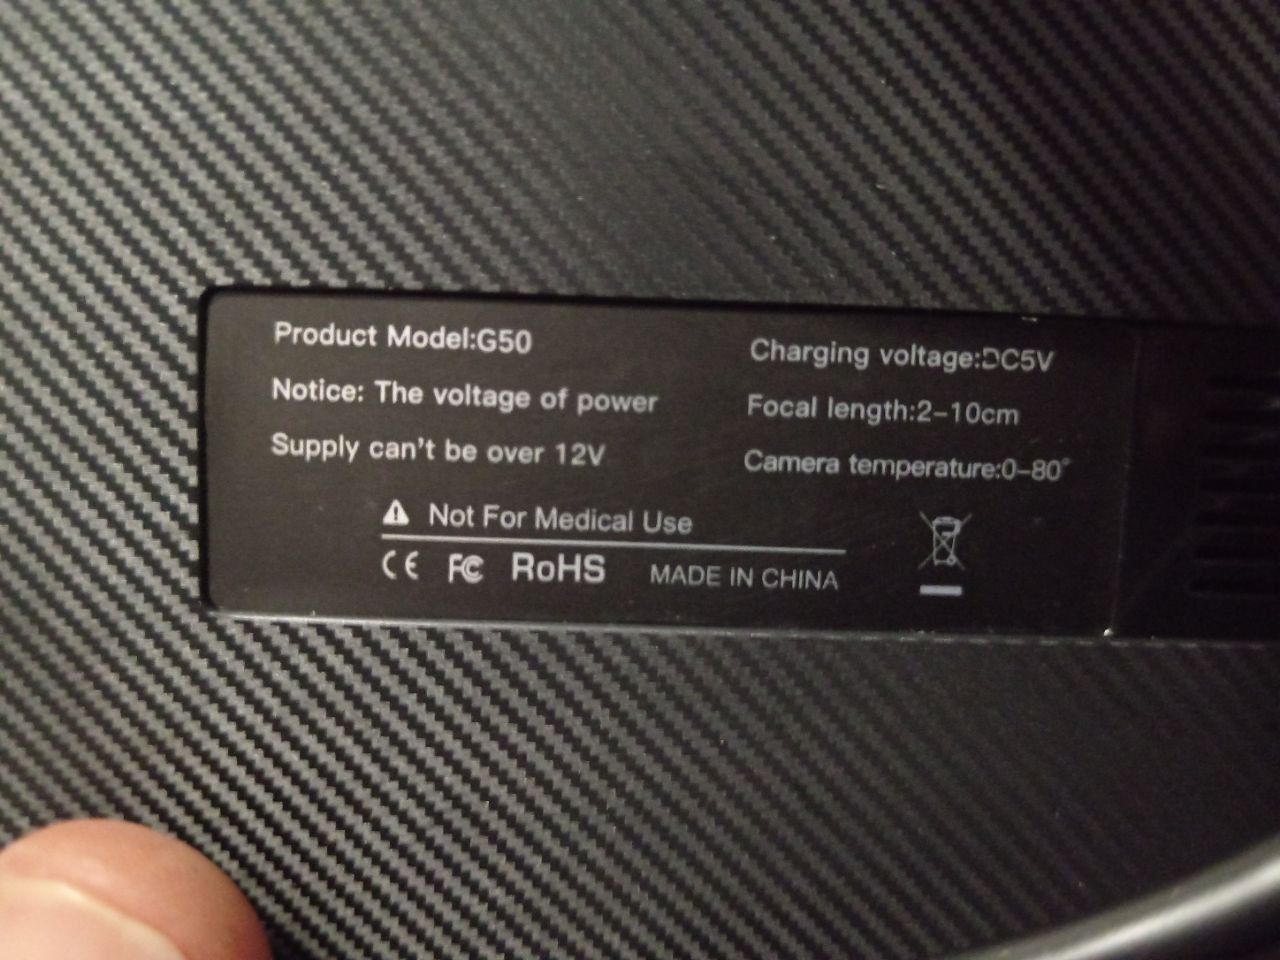 Product Model:G50
Notice: The voltage of power
Supply can't be over 12V
Charging voltage:DC5V
Focal length:2-10cm
Camera temperature:0-80°
Not For Medical Use
CE FC RoHS MADE IN CHINA